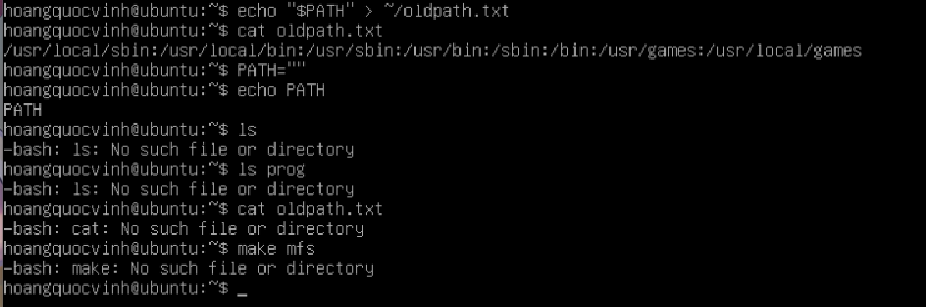 hoangquocvinh@ubuntu:~$ echo "$PATH" > ~/oldpath.txt
hoangquocvinh@ubuntu:~$ cat oldpath.txt
/usr/local/sbin:/usr/local/bin:/usr/sbin:/usr/bin:/sbin:/bin:/usr/games:/usr/local/games
hoangquocvinh@ubuntu:~$ PATH=""
hoangquocvinh@ubuntu:~$ echo PATH
PATH
hoangquocvinh@ubuntu:~$ ls
-bash: ls: No such file or directory
hoangquocvinh@ubuntu:~$ ls prog
-bash: ls: No such file or directory
hoangquocvinh@ubuntu:~$ cat oldpath.txt
-bash: cat: No such file or directory
hoangquocvinh@ubuntu:~$ make mfs
-bash: make: No such file or directory
hoangquocvinh@ubuntu:~$ _